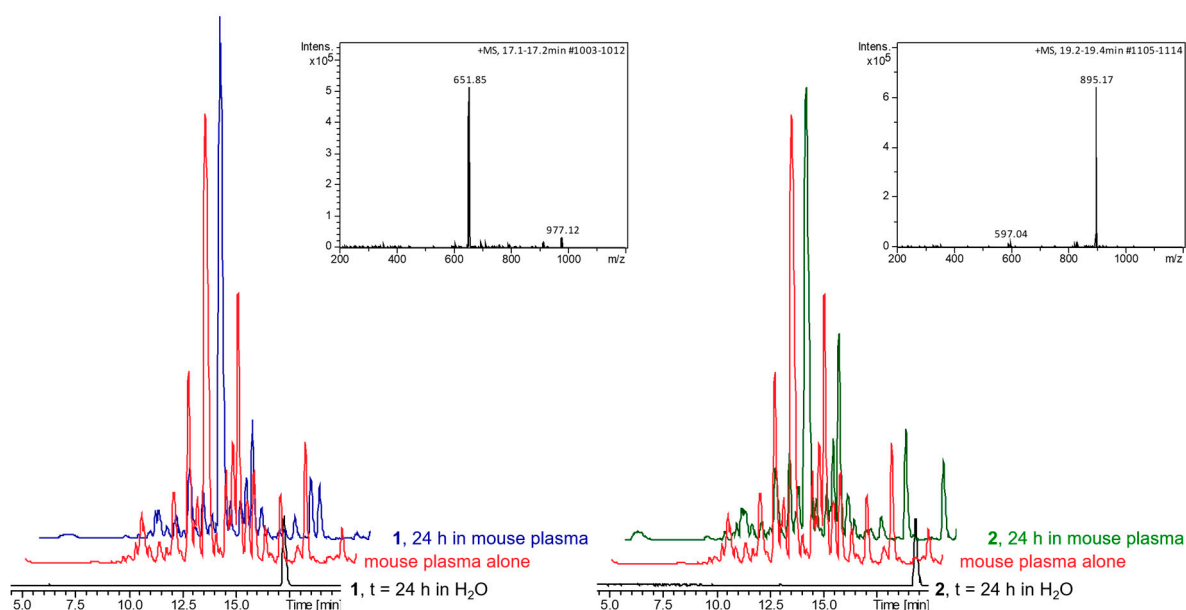 Intens.
x10⁵
+MS, 17.1-17.2min #1003-1012
651.85
5
4
3
2
1
0
977.12
200 400 600 800 1000 m/z
Intens.
x10⁵
+MS, 19.2-19.4min #1105-1114
895.17
6
4
2
0
597.04
200 400 600 800 1000 m/z
1, 24 h in mouse plasma
mouse plasma alone
1, t = 24 h in H₂O
5.0 7.5 10.0 12.5 15.0 Time [min]
2, 24 h in mouse plasma
mouse plasma alone
2, t = 24 h in H₂O
5.0 7.5 10.0 12.5 15.0 Time [min]